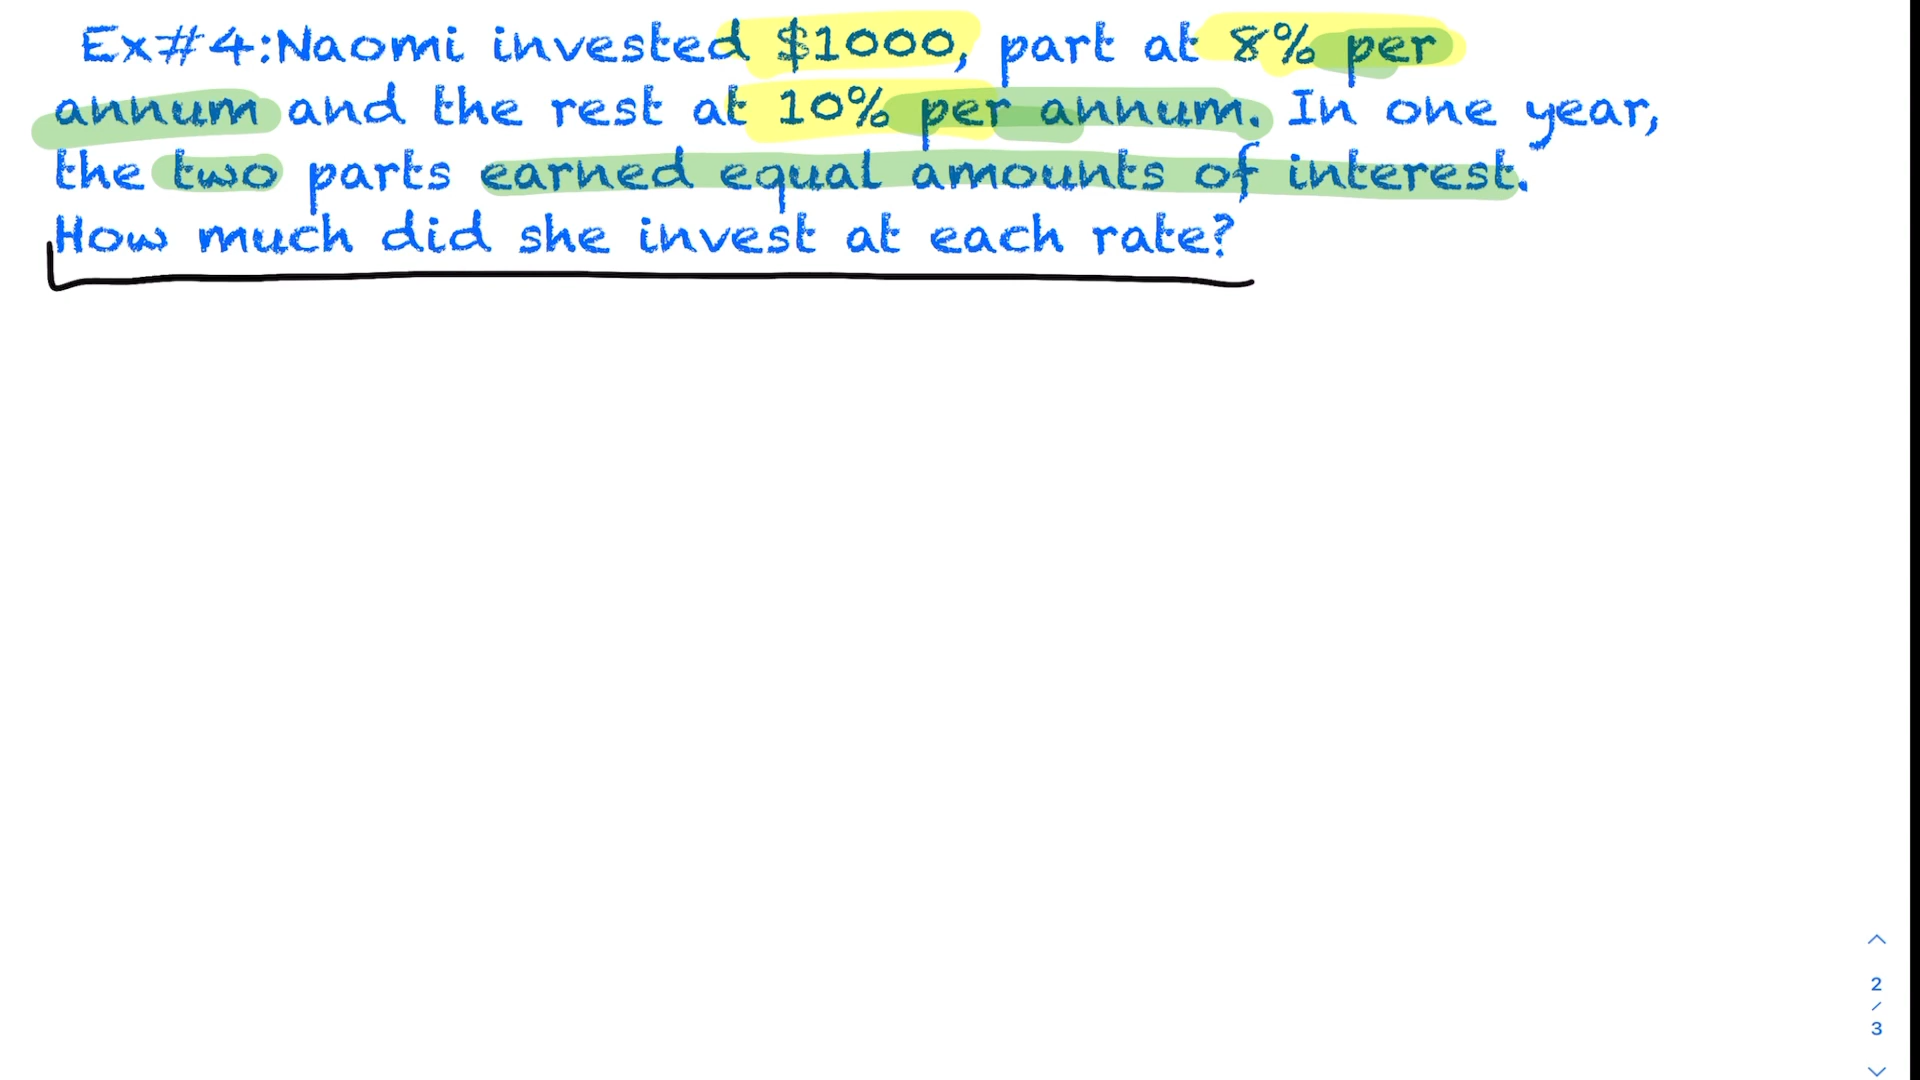 Ex#4:Naomi invested $1000, part at 8% per
annum and the rest at 10% per annum. In one year,
the two parts earned equal amounts of interest.
How much did she invest at each rate?
2
/
3